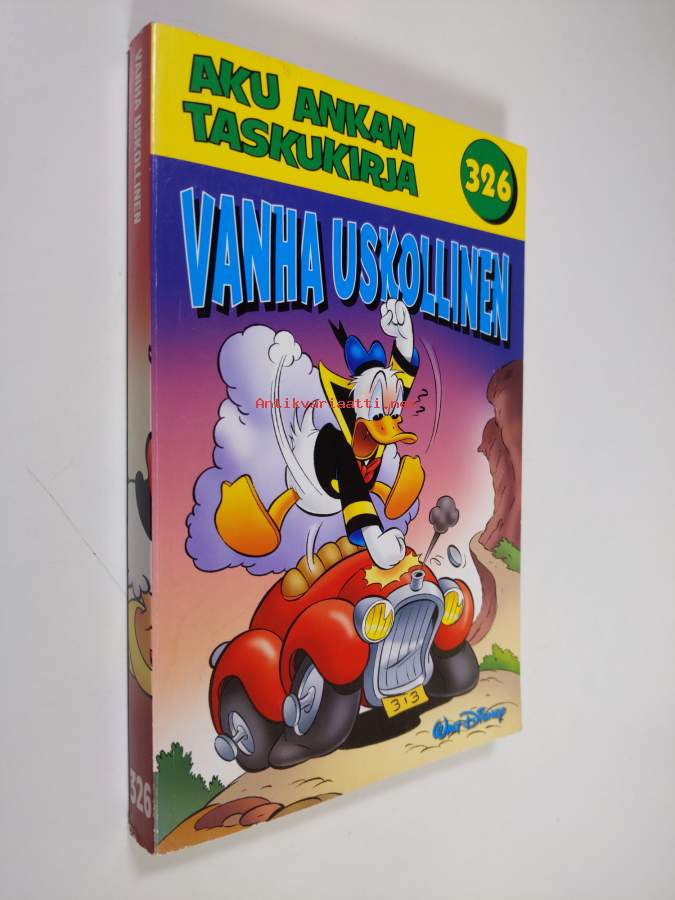 VANHA USKOLLINEN
326
AKU ANKAN
TASKUKIRJA
326
VANHA USKOLLINEN
Antikvariaatti.net
313
Walt Disney